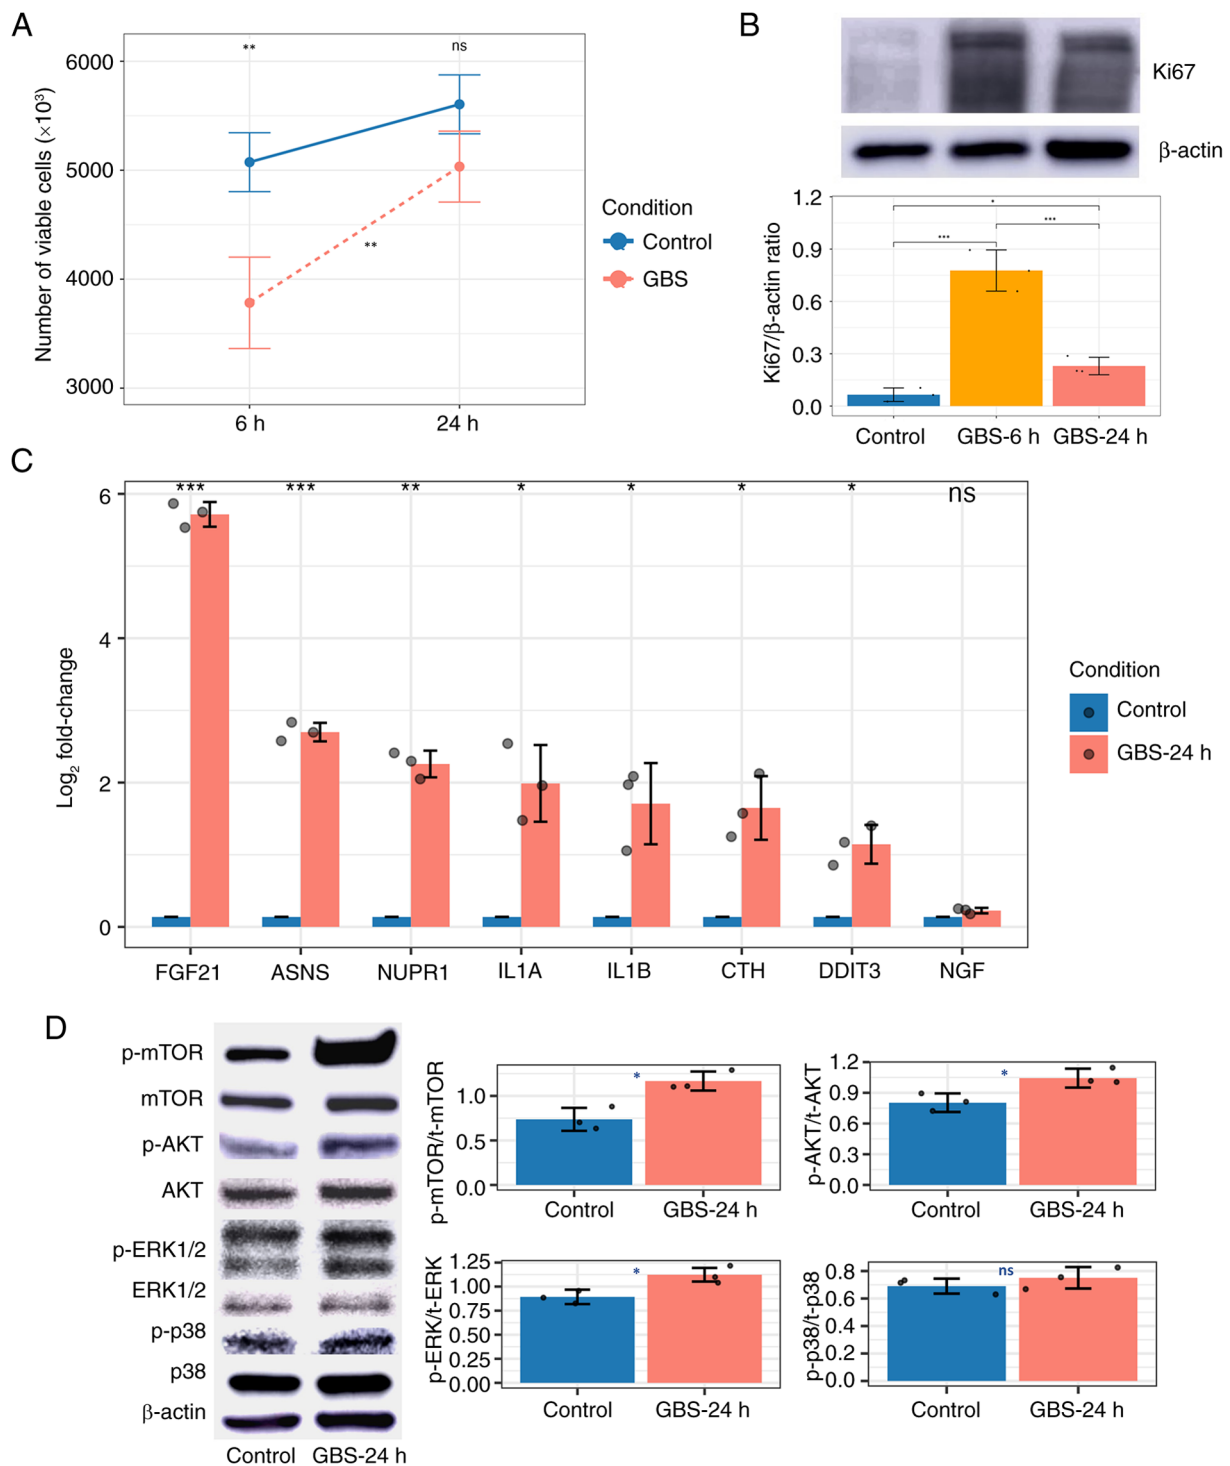 A
**
ns
6000
5000
4000
3000
**
Number of viable cells (×10³)
6 h
24 h
Condition
Control
GBS
B
Ki67
β-actin
1.2
0.9
0.6
0.3
0.0
*
***
***
Ki67/β-actin ratio
Control
GBS-6 h
GBS-24 h
C
***
***
**
*
*
*
*
ns
6
4
2
0
Log₂ fold-change
FGF21
ASNS
NUPR1
IL1A
IL1B
CTH
DDIT3
NGF
Condition
Control
GBS-24 h
D
p-mTOR
mTOR
p-AKT
AKT
p-ERK1/2
ERK1/2
p-p38
p38
β-actin
Control
GBS-24 h
p-mTOR/t-mTOR
1.0
0.5
0.0
*
Control
GBS-24 h
p-AKT/t-AKT
1.2
0.9
0.6
0.3
0.0
*
Control
GBS-24 h
p-ERK/t-ERK
1.25
1.00
0.75
0.50
0.25
0.00
*
Control
GBS-24 h
p-p38/t-p38
0.8
0.6
0.4
0.2
0.0
ns
Control
GBS-24 h